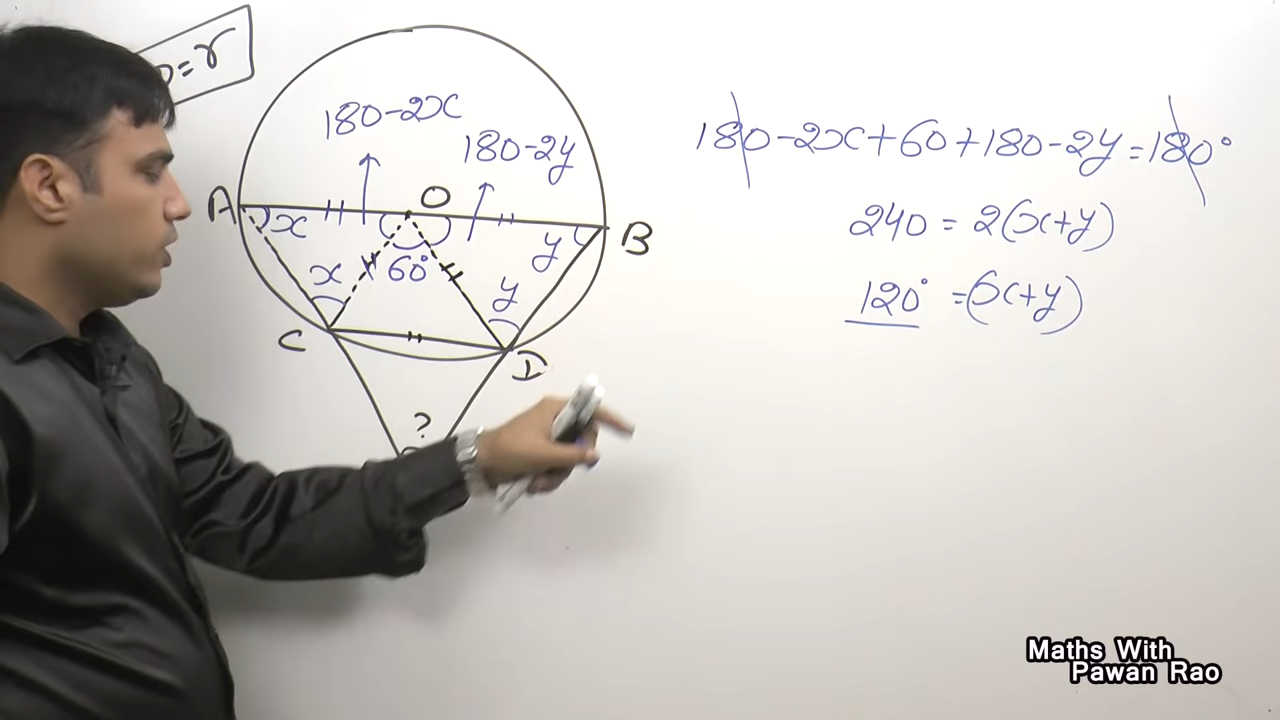 =r
180-2x
180-2y
A
O
B
x
x
60°
y
y
C
D
?
180-2x+60+180-2y=180°
240 = 2(x+y)
120° =(x+y)
Maths With
Pawan Rao